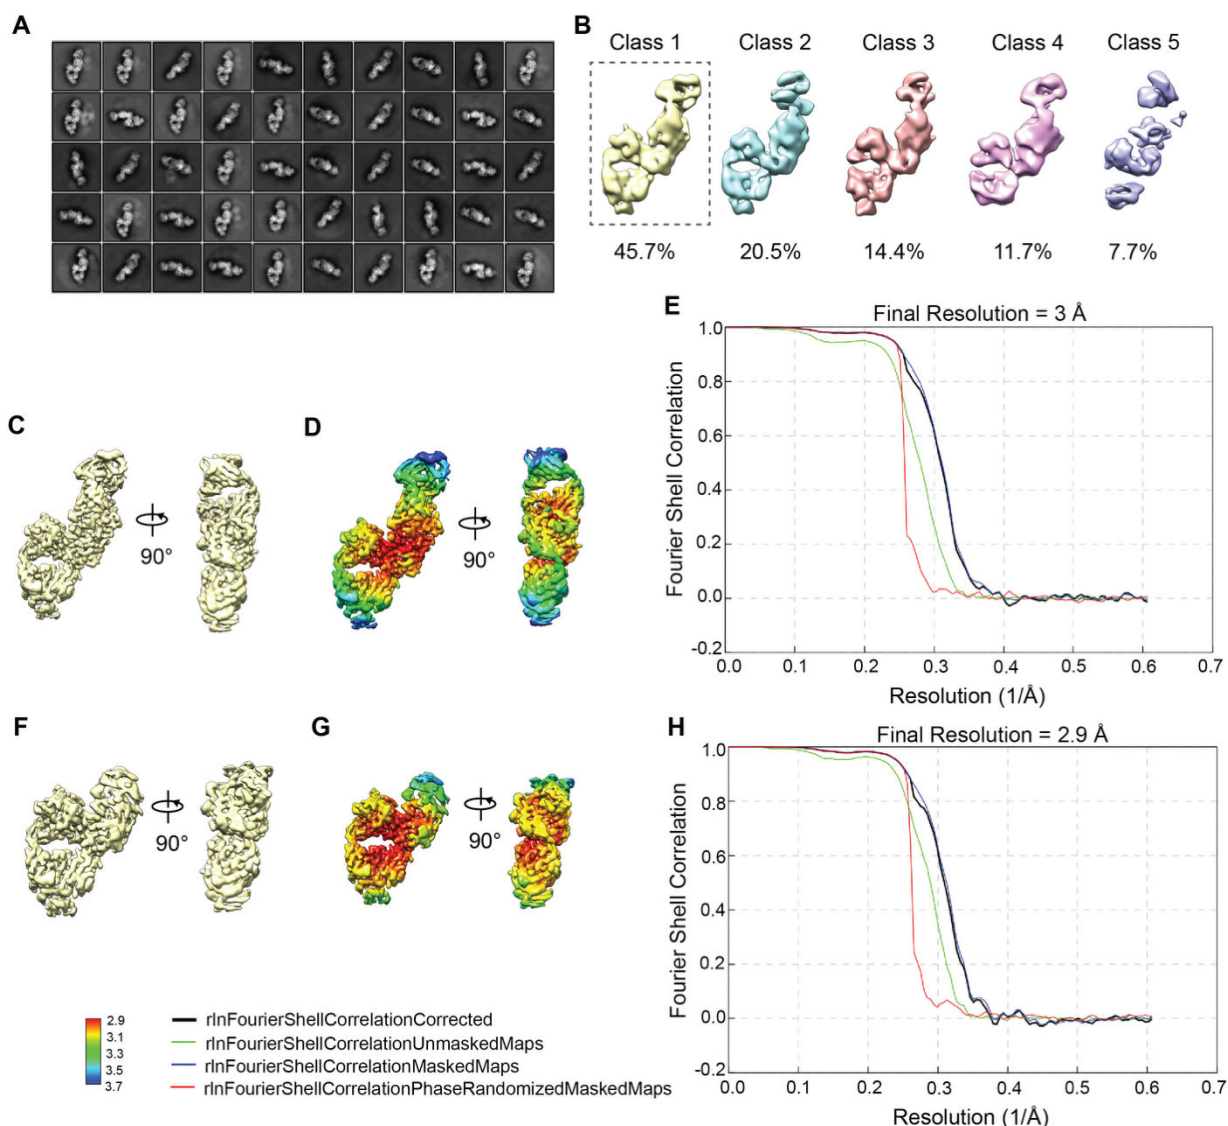 A
B
Class 1
Class 2
Class 3
Class 4
Class 5
45.7%
20.5%
14.4%
11.7%
7.7%
C
90°
D
90°
E
Final Resolution = 3 Å
Fourier Shell Correlation
1.0
0.8
0.6
0.4
0.2
0.0
-0.2
0.0
0.1
0.2
0.3
0.4
0.5
0.6
0.7
Resolution (1/Å)
F
90°
G
90°
H
Final Resolution = 2.9 Å
Fourier Shell Correlation
1.0
0.8
0.6
0.4
0.2
0.0
-0.2
0.0
0.1
0.2
0.3
0.4
0.5
0.6
0.7
Resolution (1/Å)
2.9
3.1
3.3
3.5
3.7
rlnFourierShellCorrelationCorrected
rlnFourierShellCorrelationUnmaskedMaps
rlnFourierShellCorrelationMaskedMaps
rlnFourierShellCorrelationPhaseRandomizedMaskedMaps